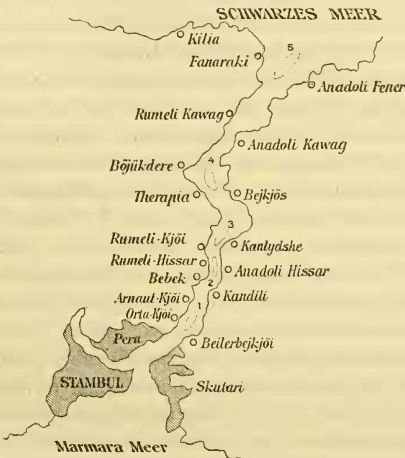 SCHWARZES MEER
Kilia
5
Fanaraki
Anadoli Fener
Rumeli Kawag
Anadoli Kawag
4
Böjükdere
Therapia
Bejkjös
3
Rumeli-Kjöi
Kanlydshe
Rumeli-Hissar
Anadoli Hissar
Bebek
2
Kandili
Arnaut-Kjöi
1
Orta-Kjöi
Pera
Beilerbejkjöi
STAMBUL
Skutari
Marmara Meer